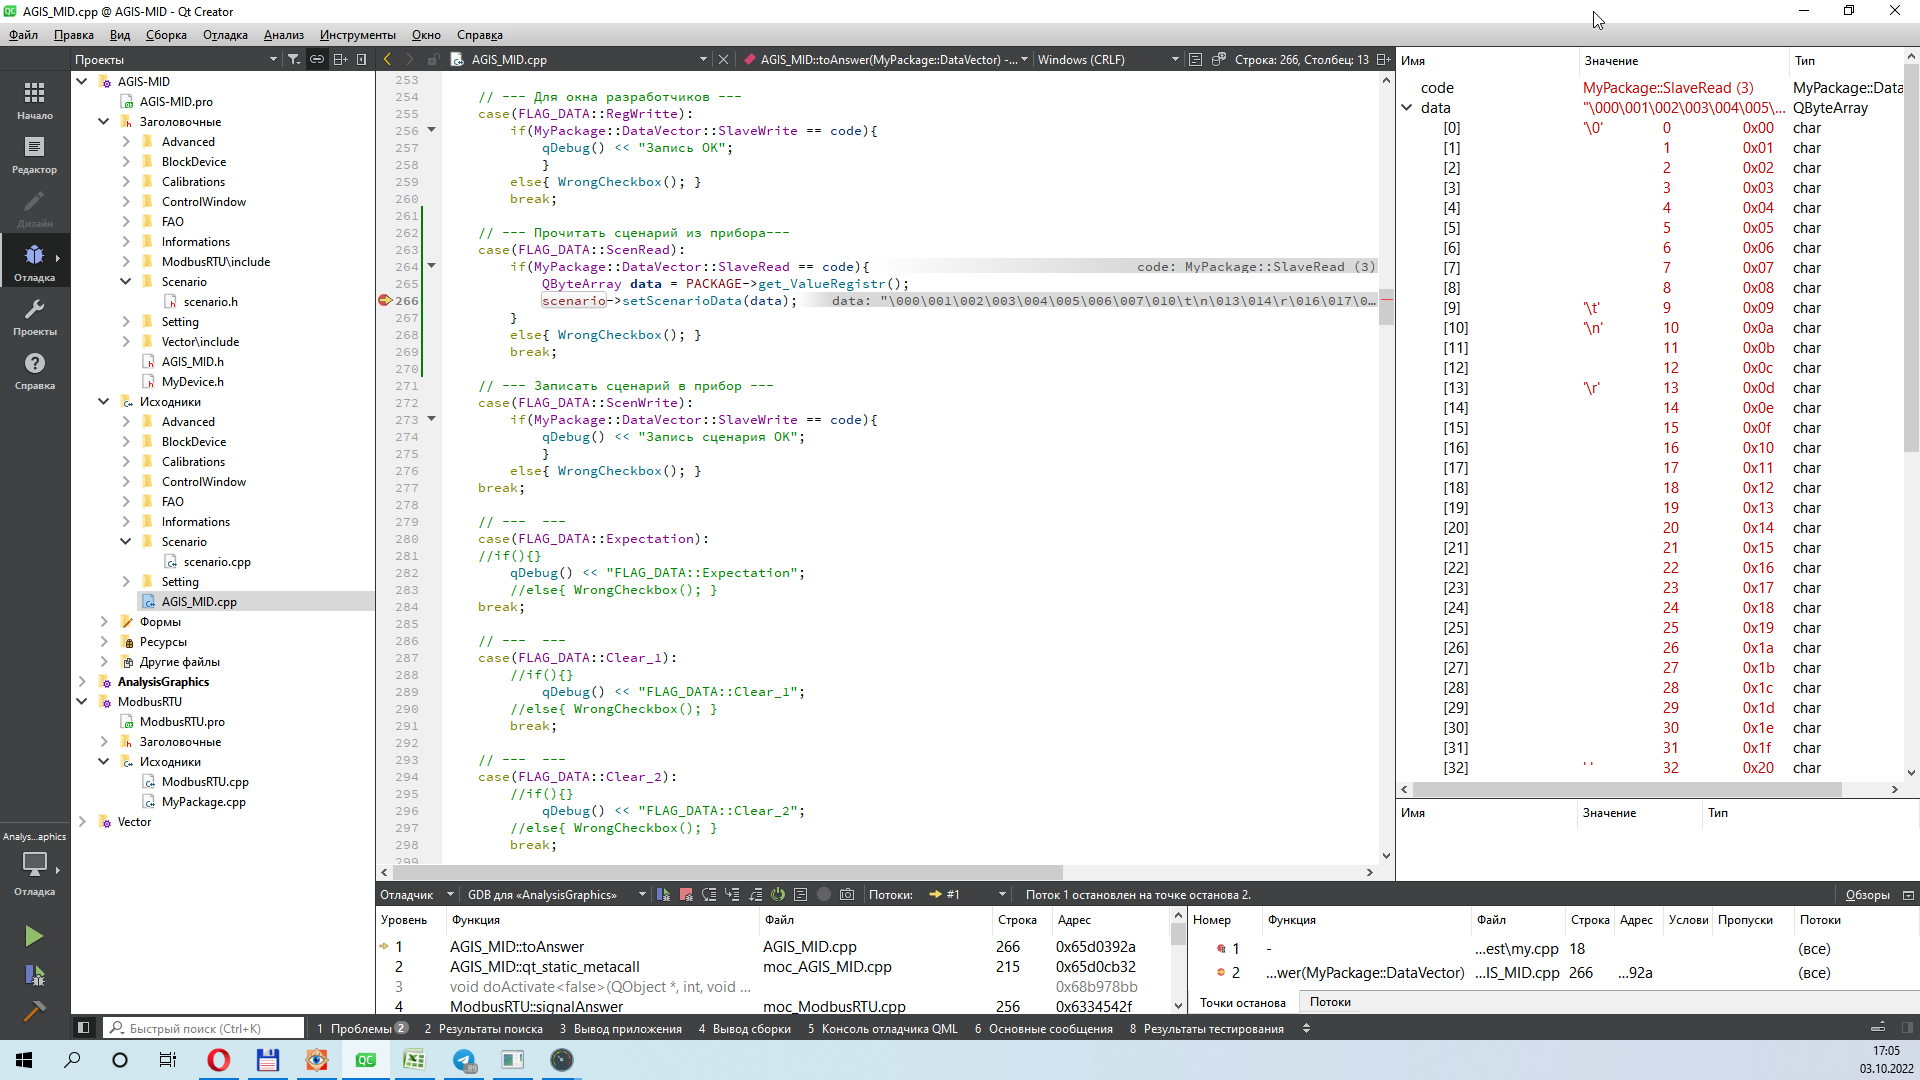 AGIS_MID.cpp @ AGIS-MID - Qt Creator
Файл Правка Вид Сборка Отладка Анализ Инструменты Окно Справка
Проекты
AGIS_MID.cpp
AGIS_MID::toAnswer(MyPackage::DataVector) -...
Windows (CRLF)
Строка: 266, Столбец: 13
Начало
Редактор
Дизайн
Отладка
Проекты
Справка
Analys...aphics
Отладка
AGIS-MID
AGIS-MID.pro
Заголовочные
Advanced
BlockDevice
Calibrations
ControlWindow
FAO
Informations
ModbusRTU\include
Scenario
scenario.h
Setting
Vector\include
AGIS_MID.h
MyDevice.h
Исходники
Advanced
BlockDevice
Calibrations
ControlWindow
FAO
Informations
Scenario
scenario.cpp
Setting
AGIS_MID.cpp
Формы
Ресурсы
Другие файлы
AnalysisGraphics
ModbusRTU
ModbusRTU.pro
Заголовочные
Исходники
ModbusRTU.cpp
MyPackage.cpp
Vector
253
254 // --- Для окна разработчиков ---
255 case(FLAG_DATA::RegWritte):
256 if(MyPackage::DataVector::SlaveWrite == code){
257 qDebug() << "Запись OK";
258 }
259 else{ WrongCheckbox(); }
260 break;
261
262 // --- Прочитать сценарий из прибора---
263 case(FLAG_DATA::ScenRead):
264 if(MyPackage::DataVector::SlaveRead == code){ code: MyPackage::SlaveRead (3)
265 QByteArray data = PACKAGE->get_ValueRegistr();
266 scenario->setScenarioData(data); data: "\000\001\002\003\004\005\006\007\010\t\n\013\014\r\016\017\0...
267 }
268 else{ WrongCheckbox(); }
269 break;
270
271 // --- Записать сценарий в прибор ---
272 case(FLAG_DATA::ScenWrite):
273 if(MyPackage::DataVector::SlaveWrite == code){
274 qDebug() << "Запись сценария OK";
275 }
276 else{ WrongCheckbox(); }
277 break;
278
279 // --- ---
280 case(FLAG_DATA::Expectation):
281 //if(){}
282 qDebug() << "FLAG_DATA::Expectation";
283 //else{ WrongCheckbox(); }
284 break;
285
286 // --- ---
287 case(FLAG_DATA::Clear_1):
288 //if(){}
289 qDebug() << "FLAG_DATA::Clear_1";
290 //else{ WrongCheckbox(); }
291 break;
292
293 // --- ---
294 case(FLAG_DATA::Clear_2):
295 //if(){}
296 qDebug() << "FLAG_DATA::Clear_2";
297 //else{ WrongCheckbox(); }
298 break;
299
Имя Значение Тип
code MyPackage::SlaveRead (3) MyPackage::Data
data "\000\001\002\003\004\005\... QByteArray
[0] '\0' 0 0x00 char
[1] 1 0x01 char
[2] 2 0x02 char
[3] 3 0x03 char
[4] 4 0x04 char
[5] 5 0x05 char
[6] 6 0x06 char
[7] 7 0x07 char
[8] 8 0x08 char
[9] '\t' 9 0x09 char
[10] '\n' 10 0x0a char
[11] 11 0x0b char
[12] 12 0x0c char
[13] '\r' 13 0x0d char
[14] 14 0x0e char
[15] 15 0x0f char
[16] 16 0x10 char
[17] 17 0x11 char
[18] 18 0x12 char
[19] 19 0x13 char
[20] 20 0x14 char
[21] 21 0x15 char
[22] 22 0x16 char
[23] 23 0x17 char
[24] 24 0x18 char
[25] 25 0x19 char
[26] 26 0x1a char
[27] 27 0x1b char
[28] 28 0x1c char
[29] 29 0x1d char
[30] 30 0x1e char
[31] 31 0x1f char
[32] ' ' 32 0x20 char
Имя Значение Тип
Отладчик GDB для «AnalysisGraphics» Потоки: #1 Поток 1 остановлен на точке останова 2. Обзоры
Уровень Функция Файл Строка Адрес
1 AGIS_MID::toAnswer AGIS_MID.cpp 266 0x65d0392a
2 AGIS_MID::qt_static_metacall moc_AGIS_MID.cpp 215 0x65d0cb32
3 void doActivate<false>(QObject *, int, void ... 0x68b978bb
4 ModbusRTU::signalAnswer moc_ModbusRTU.cpp 256 0x6334542f
Номер Функция Файл Строка Адрес Услови Пропуски Потоки
1 - ...est\my.cpp 18 (все)
2 ...wer(MyPackage::DataVector) ...IS_MID.cpp 266 ...92a (все)
Точки останова Потоки
Быстрый поиск (Ctrl+K) 1 Проблемы 2 2 Результаты поиска 3 Вывод приложения 4 Вывод сборки 5 Консоль отладчика QML 6 Основные сообщения 8 Результаты тестирования
89
17:05
03.10.2022